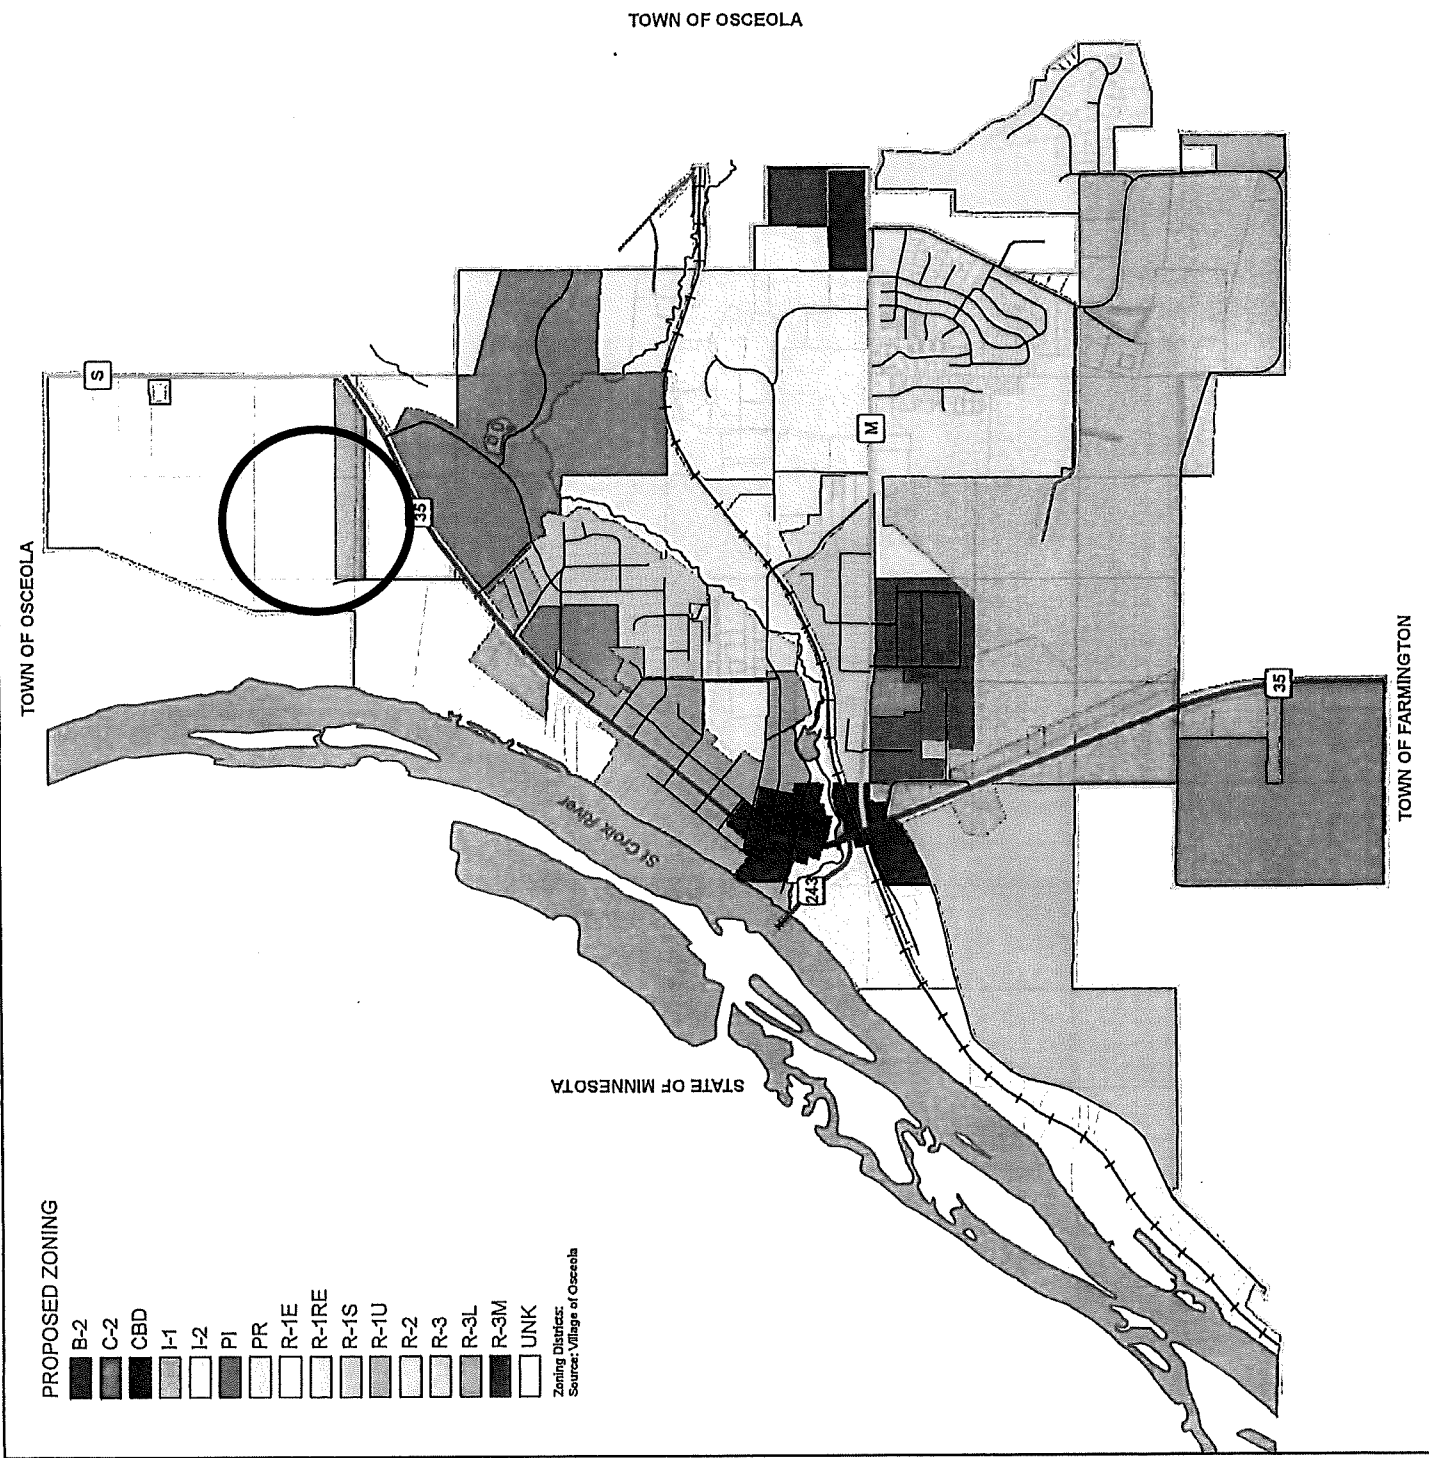 TOWN OF OSCEOLA
TOWN OF OSCEOLA
S
35
M
35
TOWN OF FARMINGTON
St Croix River
243
STATE OF MINNESOTA
PROPOSED ZONING
B-2
C-2
CBD
I-1
I-2
PI
PR
R-1E
R-1RE
R-1S
R-1U
R-2
R-3
R-3L
R-3M
UNK
Zoning Districts:
Source: Village of Osceola